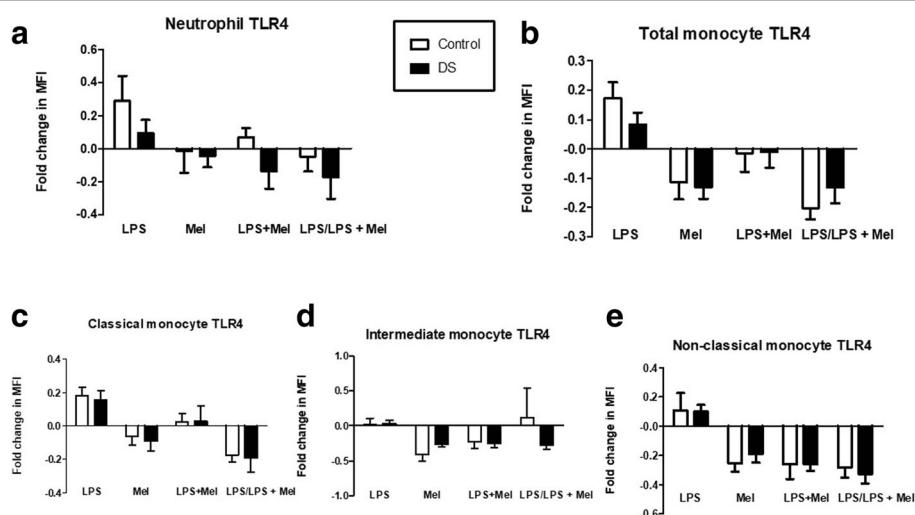 a
Neutrophil TLR4
Fold change in MFI
0.6
0.4
0.2
0.0
-0.2
-0.4
LPS Mel LPS+Mel LPS/LPS + Mel
Control
DS
b
Total monocyte TLR4
Fold change in MFI
0.3
0.2
0.1
-0.0
-0.1
-0.2
-0.3
LPS Mel LPS+Mel LPS/LPS + Mel
c
Classical monocyte TLR4
Fold change in MFI
0.4
0.2
0.0
-0.2
-0.4
LPS Mel LPS+Mel LPS/LPS + Mel
d
Intermediate monocyte TLR4
Fold change in MFI
1.0
0.5
0.0
-0.5
-1.0
LPS Mel LPS+Mel LPS/LPS + Mel
e
Non-classical monocyte TLR4
Fold change in MFI
0.4
0.2
-0.0
-0.2
-0.4
-0.6
LPS Mel LPS+Mel LPS/LPS + Mel